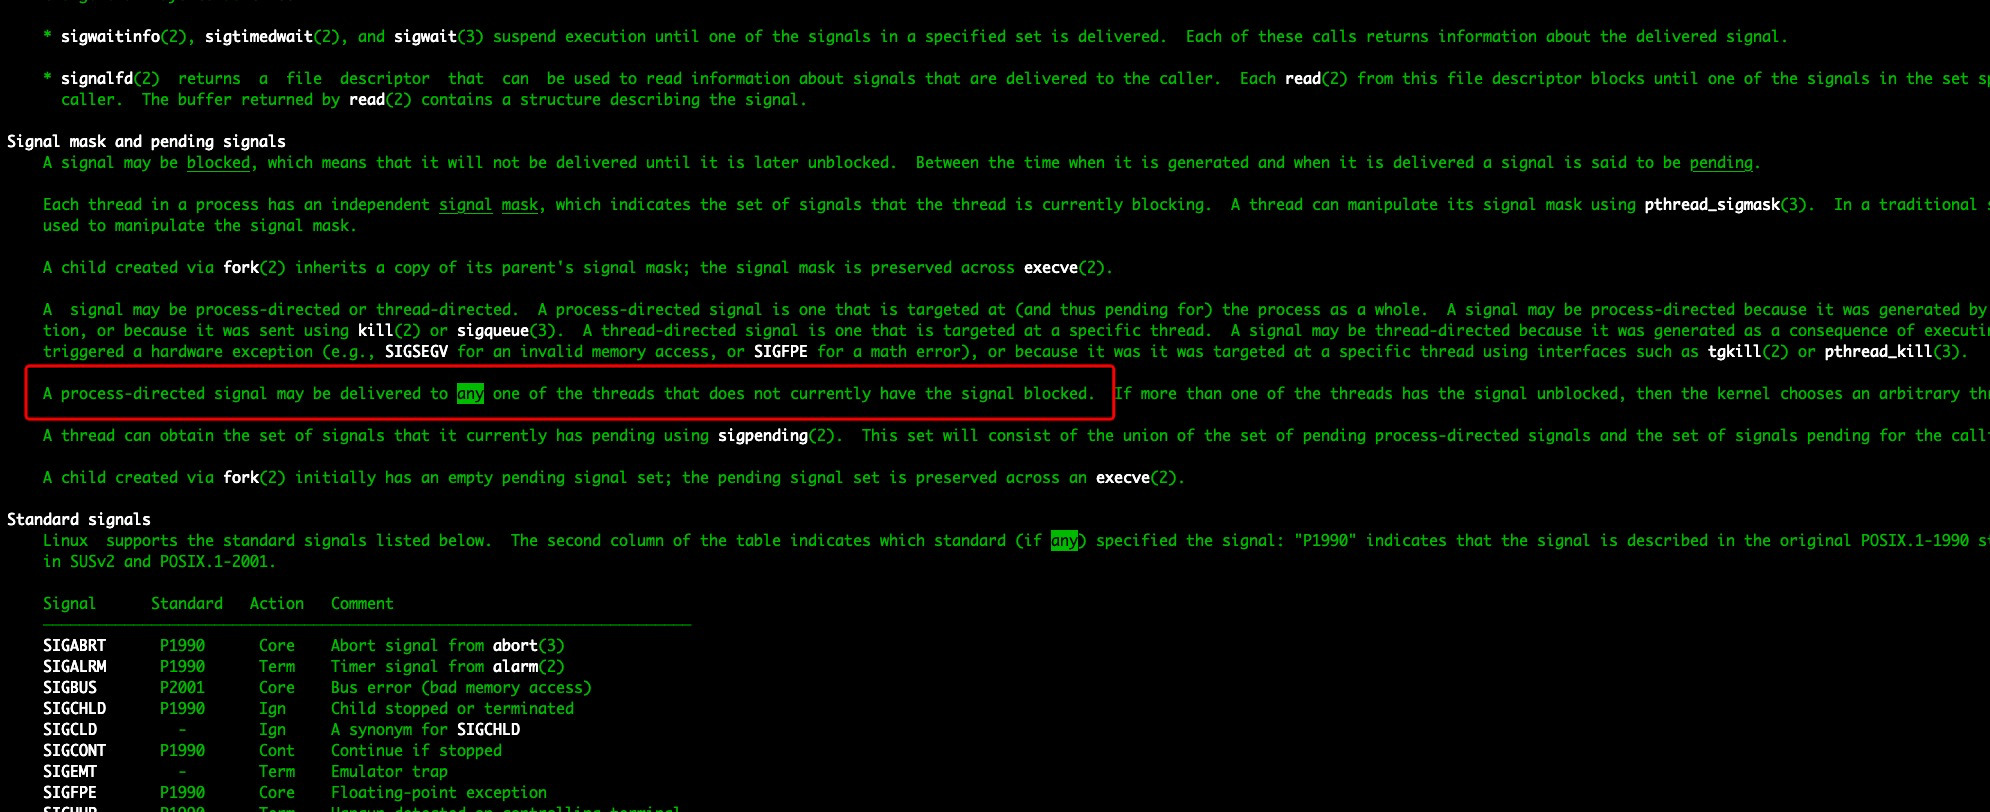 * sigwaitinfo(2), sigtimedwait(2), and sigwait(3) suspend execution until one of the signals in a specified set is delivered.  Each of these calls returns information about the delivered signal.
* signalfd(2)  returns  a  file  descriptor  that  can  be used to read information about signals that are delivered to the caller.  Each read(2) from this file descriptor blocks until one of the signals in the set
caller.  The buffer returned by read(2) contains a structure describing the signal.
Signal mask and pending signals
A signal may be blocked, which means that it will not be delivered until it is later unblocked.  Between the time when it is generated and when it is delivered a signal is said to be pending.
Each thread in a process has an independent signal mask, which indicates the set of signals that the thread is currently blocking.  A thread can manipulate its signal mask using pthread_sigmask(3).  In a traditional
used to manipulate the signal mask.
A child created via fork(2) inherits a copy of its parent's signal mask; the signal mask is preserved across execve(2).
A  signal may be process-directed or thread-directed.  A process-directed signal is one that is targeted at (and thus pending for) the process as a whole.  A signal may be process-directed because it was generated by
tion, or because it was sent using kill(2) or sigqueue(3).  A thread-directed signal is one that is targeted at a specific thread.  A signal may be thread-directed because it was generated as a consequence of
triggered a hardware exception (e.g., SIGSEGV for an invalid memory access, or SIGFPE for a math error), or because it was it was targeted at a specific thread using interfaces such as tgkill(2) or pthread_kill(3).
A process-directed signal may be delivered to any one of the threads that does not currently have the signal blocked.  If more than one of the threads has the signal unblocked, then the kernel chooses an arbitrary
A thread can obtain the set of signals that it currently has pending using sigpending(2).  This set will consist of the union of the set of pending process-directed signals and the set of signals pending for the
A child created via fork(2) initially has an empty pending signal set; the pending signal set is preserved across an execve(2).
Standard signals
Linux  supports the standard signals listed below.  The second column of the table indicates which standard (if any) specified the signal: "P1990" indicates that the signal is described in the original POSIX.1-1990
in SUSv2 and POSIX.1-2001.
Signal Standard Action Comment
SIGABRT P1990 Core Abort signal from abort(3)
SIGALRM P1990 Term Timer signal from alarm(2)
SIGBUS P2001 Core Bus error (bad memory access)
SIGCHLD P1990 Ign Child stopped or terminated
SIGCLD - Ign A synonym for SIGCHLD
SIGCONT P1990 Cont Continue if stopped
SIGEMT - Term Emulator trap
SIGFPE P1990 Core Floating-point exception